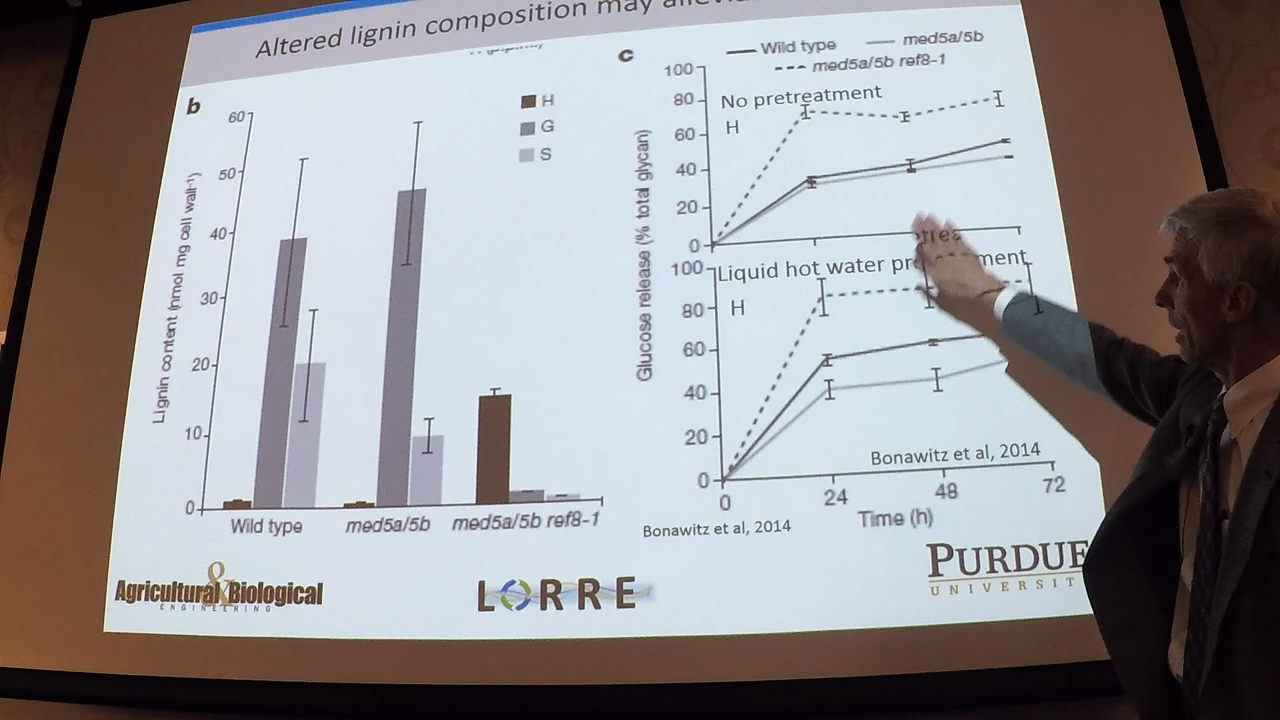 Altered lignin composition may
b
60
50
40
30
20
10
0
Lignin content (nmol mg cell wall⁻¹)
H
G
S
Wild type
med5a/5b
med5a/5b ref8-1
c
Wild type
med5a/5b
med5a/5b ref8-1
Glucose release (% total glycan)
100
80
60
40
20
0
No pretreatment
H
100
80
60
40
20
0
Liquid hot water
H
Bonawitz et al, 2014
0
24
48
72
Time (h)
Bonawitz et al, 2014
Agricultural & Biological
ENGINEERING
LORRE
PURDUE
UNIVERSIT